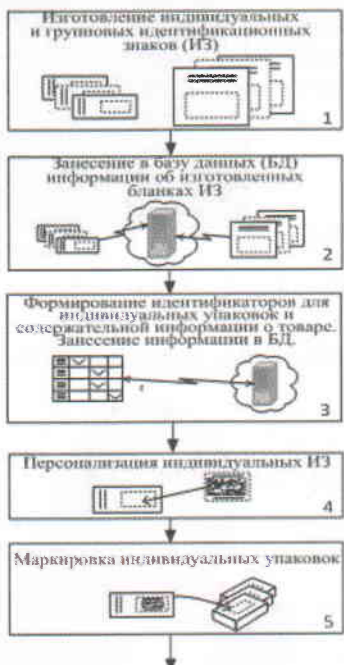 Изготовление индивидуальных
и групповых идентификационных
знаков (ИЗ)
1
Занесение в базу данных (БД)
информации об изготовленных
бланках ИЗ
2
Формирование идентификаторов для
индивидуальных упаковок и
содержательной информации о товаре.
Занесение информации в БД.
3
Персонализация индивидуальных ИЗ
4
Маркировка индивидуальных упаковок
5